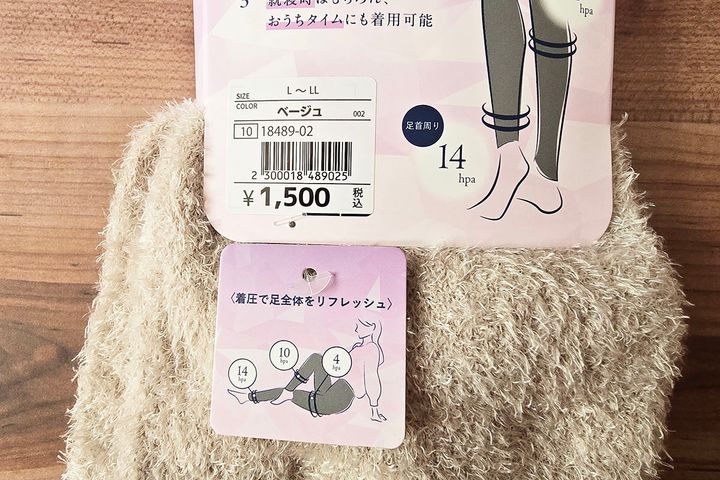 3 就寝時はもちろん、
おうちタイムにも着用可能
hpa
SIZE L～LL
COLOR ベージュ 002
10 18489-02
2 300018 489025
¥1,500 税込
足首周り
14
hpa
〈着圧で足全体をリフレッシュ〉
14
hpa
10
hpa
4
hpa